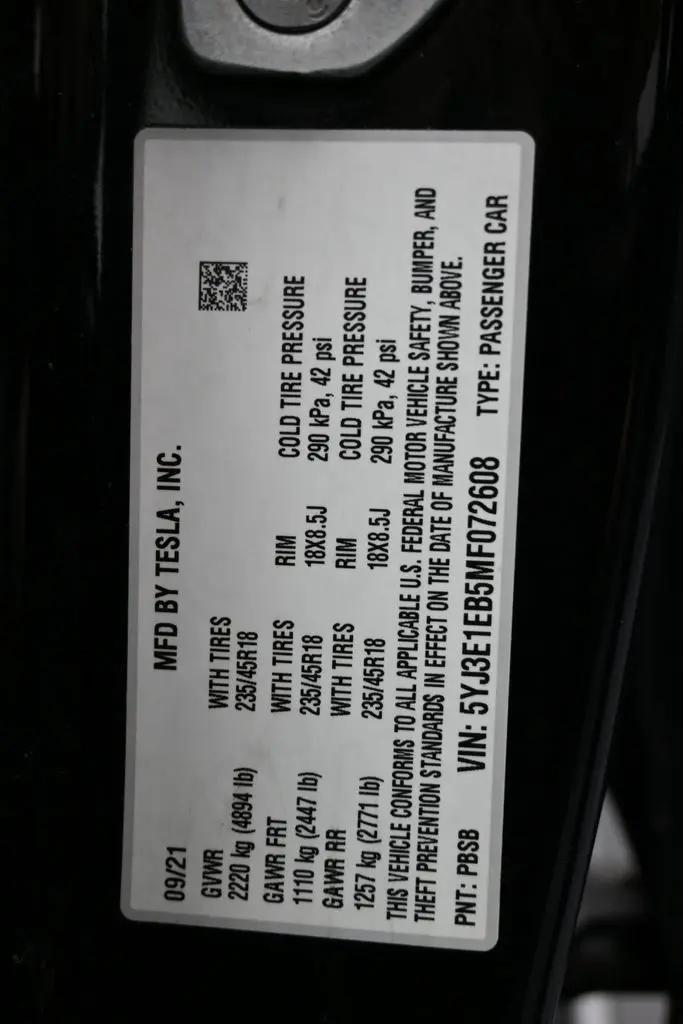 09/21 MFD BY TESLA, INC.
GVWR WITH TIRES
2220 kg (4894 lb) 235/45R18
GAWR FRT WITH TIRES RIM COLD TIRE PRESSURE
1110 kg (2447 lb) 235/45R18 18X8.5J 290 kPa, 42 psi
GAWR RR WITH TIRES RIM COLD TIRE PRESSURE
1257 kg (2771 lb) 235/45R18 18X8.5J 290 kPa, 42 psi
THIS VEHICLE CONFORMS TO ALL APPLICABLE U.S. FEDERAL MOTOR VEHICLE SAFETY, BUMPER, AND
THEFT PREVENTION STANDARDS IN EFFECT ON THE DATE OF MANUFACTURE SHOWN ABOVE.
PNT: PBSB VIN: 5YJ3E1EB5MF072608 TYPE: PASSENGER CAR